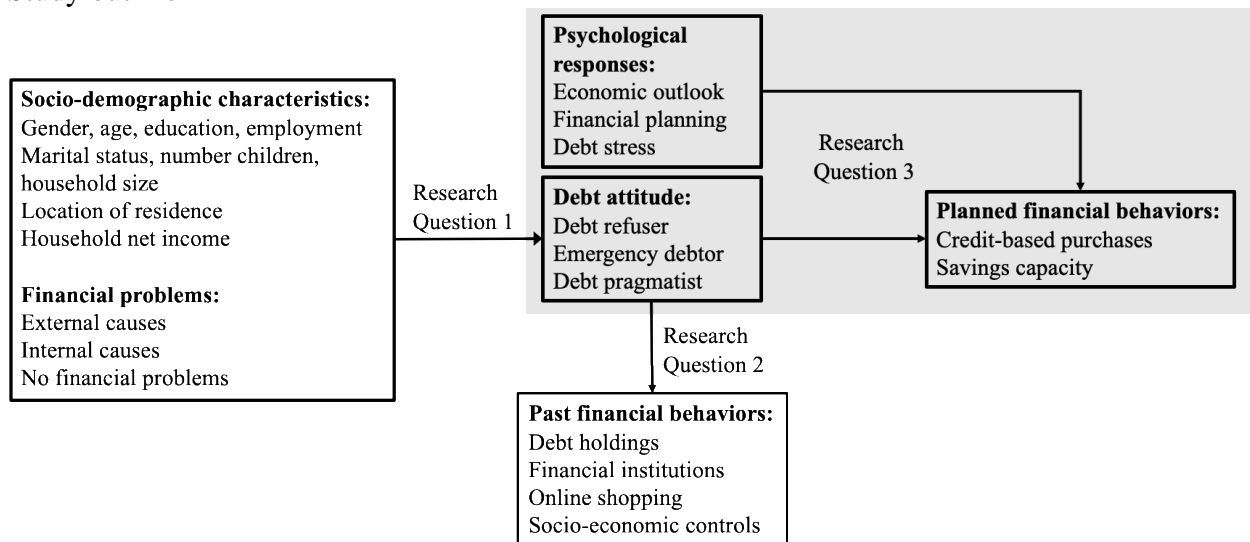 Socio-demographic characteristics:
Gender, age, education, employment
Marital status, number children,
household size
Location of residence
Household net income
Financial problems:
External causes
Internal causes
No financial problems
Research
Question 1
Psychological
responses:
Economic outlook
Financial planning
Debt stress
Debt attitude:
Debt refuser
Emergency debtor
Debt pragmatist
Research
Question 3
Planned financial behaviors:
Credit-based purchases
Savings capacity
Research
Question 2
Past financial behaviors:
Debt holdings
Financial institutions
Online shopping
Socio-economic controls